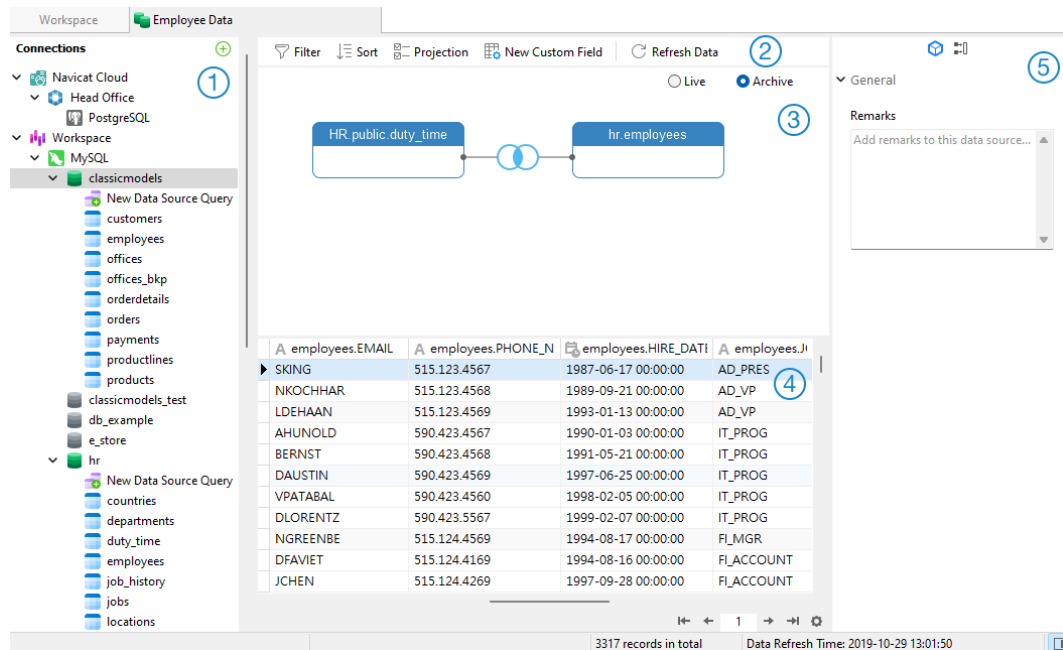 Workspace
Employee Data
Connections
1
Navicat Cloud
Head Office
PostgreSQL
Workspace
MySQL
classicmodels
New Data Source Query
customers
employees
offices
offices_bkp
orderdetails
orders
payments
productlines
products
classicmodels_test
db_example
e_store
hr
New Data Source Query
countries
departments
duty_time
employees
job_history
jobs
locations
Filter Sort Projection New Custom Field Refresh Data 2
Live Archive
3
HR.public.duty_time hr.employees
A employees.EMAIL A employees.PHONE_N employees.HIRE_DATE A employees.J
SKING 515.123.4567 1987-06-17 00:00:00 AD_PRES
4
NKOCHHAR 515.123.4568 1989-09-21 00:00:00 AD_VP
LDEHAAN 515.123.4569 1993-01-13 00:00:00 AD_VP
AHUNOLD 590.423.4567 1990-01-03 00:00:00 IT_PROG
BERNST 590.423.4568 1991-05-21 00:00:00 IT_PROG
DAUSTIN 590.423.4569 1997-06-25 00:00:00 IT_PROG
VPATABAL 590.423.4560 1998-02-05 00:00:00 IT_PROG
DLORENTZ 590.423.5567 1999-02-07 00:00:00 IT_PROG
NGREENBE 515.124.4569 1994-08-17 00:00:00 FI_MGR
DFAVIET 515.124.4169 1994-08-16 00:00:00 FI_ACCOUNT
JCHEN 515.124.4269 1997-09-28 00:00:00 FI_ACCOUNT
1
5
General
Remarks
Add remarks to this data source...
3317 records in total Data Refresh Time: 2019-10-29 13:01:50